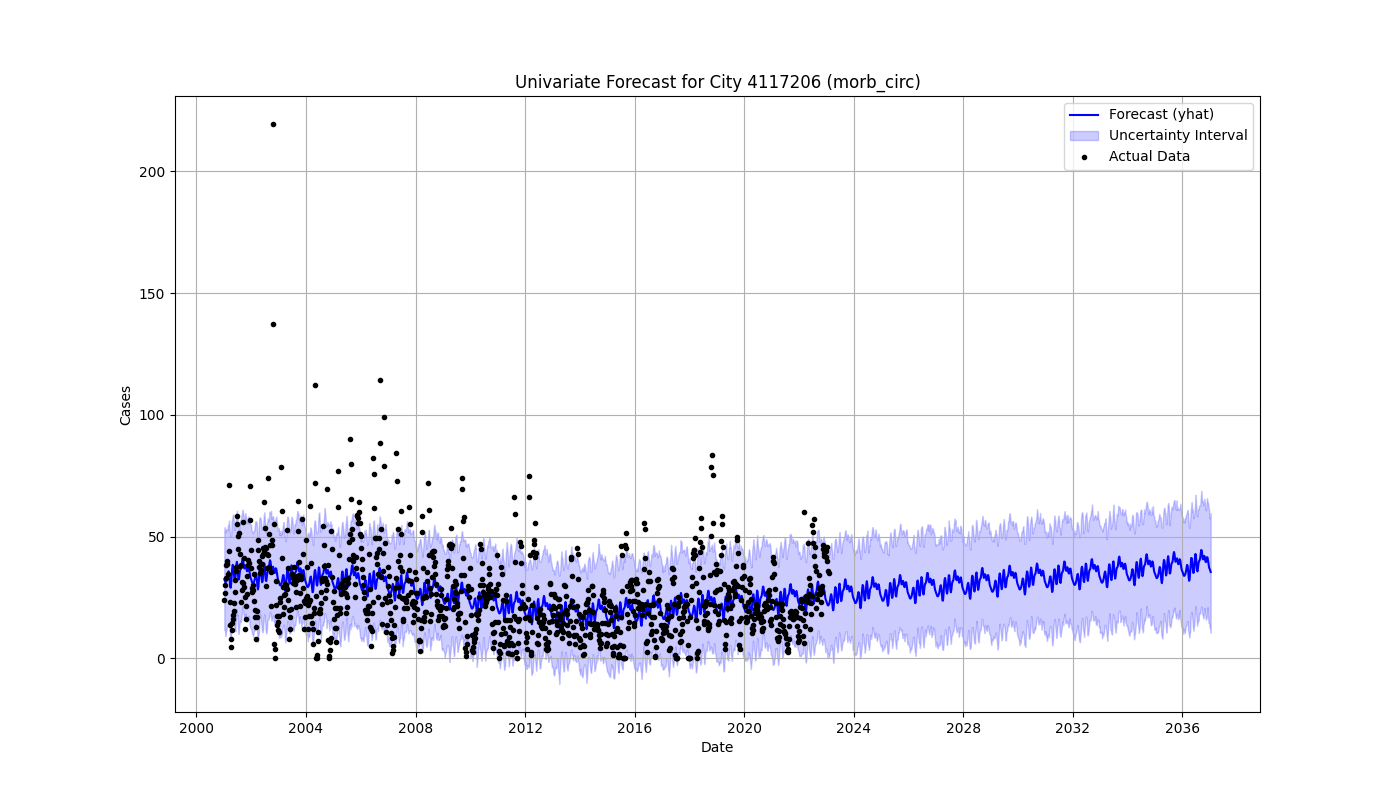 Univariate Forecast for City 4117206 (morb_circ)
Forecast (yhat)
Uncertainty Interval
Actual Data
200
150
100
50
0
Cases
2000 2004 2008 2012 2016 2020 2024 2028 2032 2036
Date